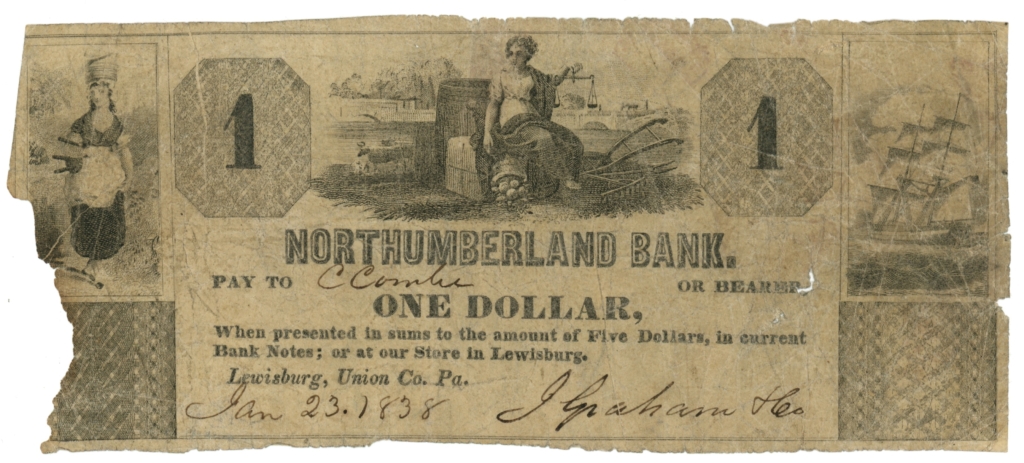 1 1
NORTHUMBERLAND BANK.
PAY TO C Combe OR BEARER
ONE DOLLAR,
When presented in sums to the amount of Five Dollars, in current
Bank Notes; or at our Store in Lewisburg.
Lewisburg, Union Co. Pa.
Jan 23. 1838 J Graham & Co